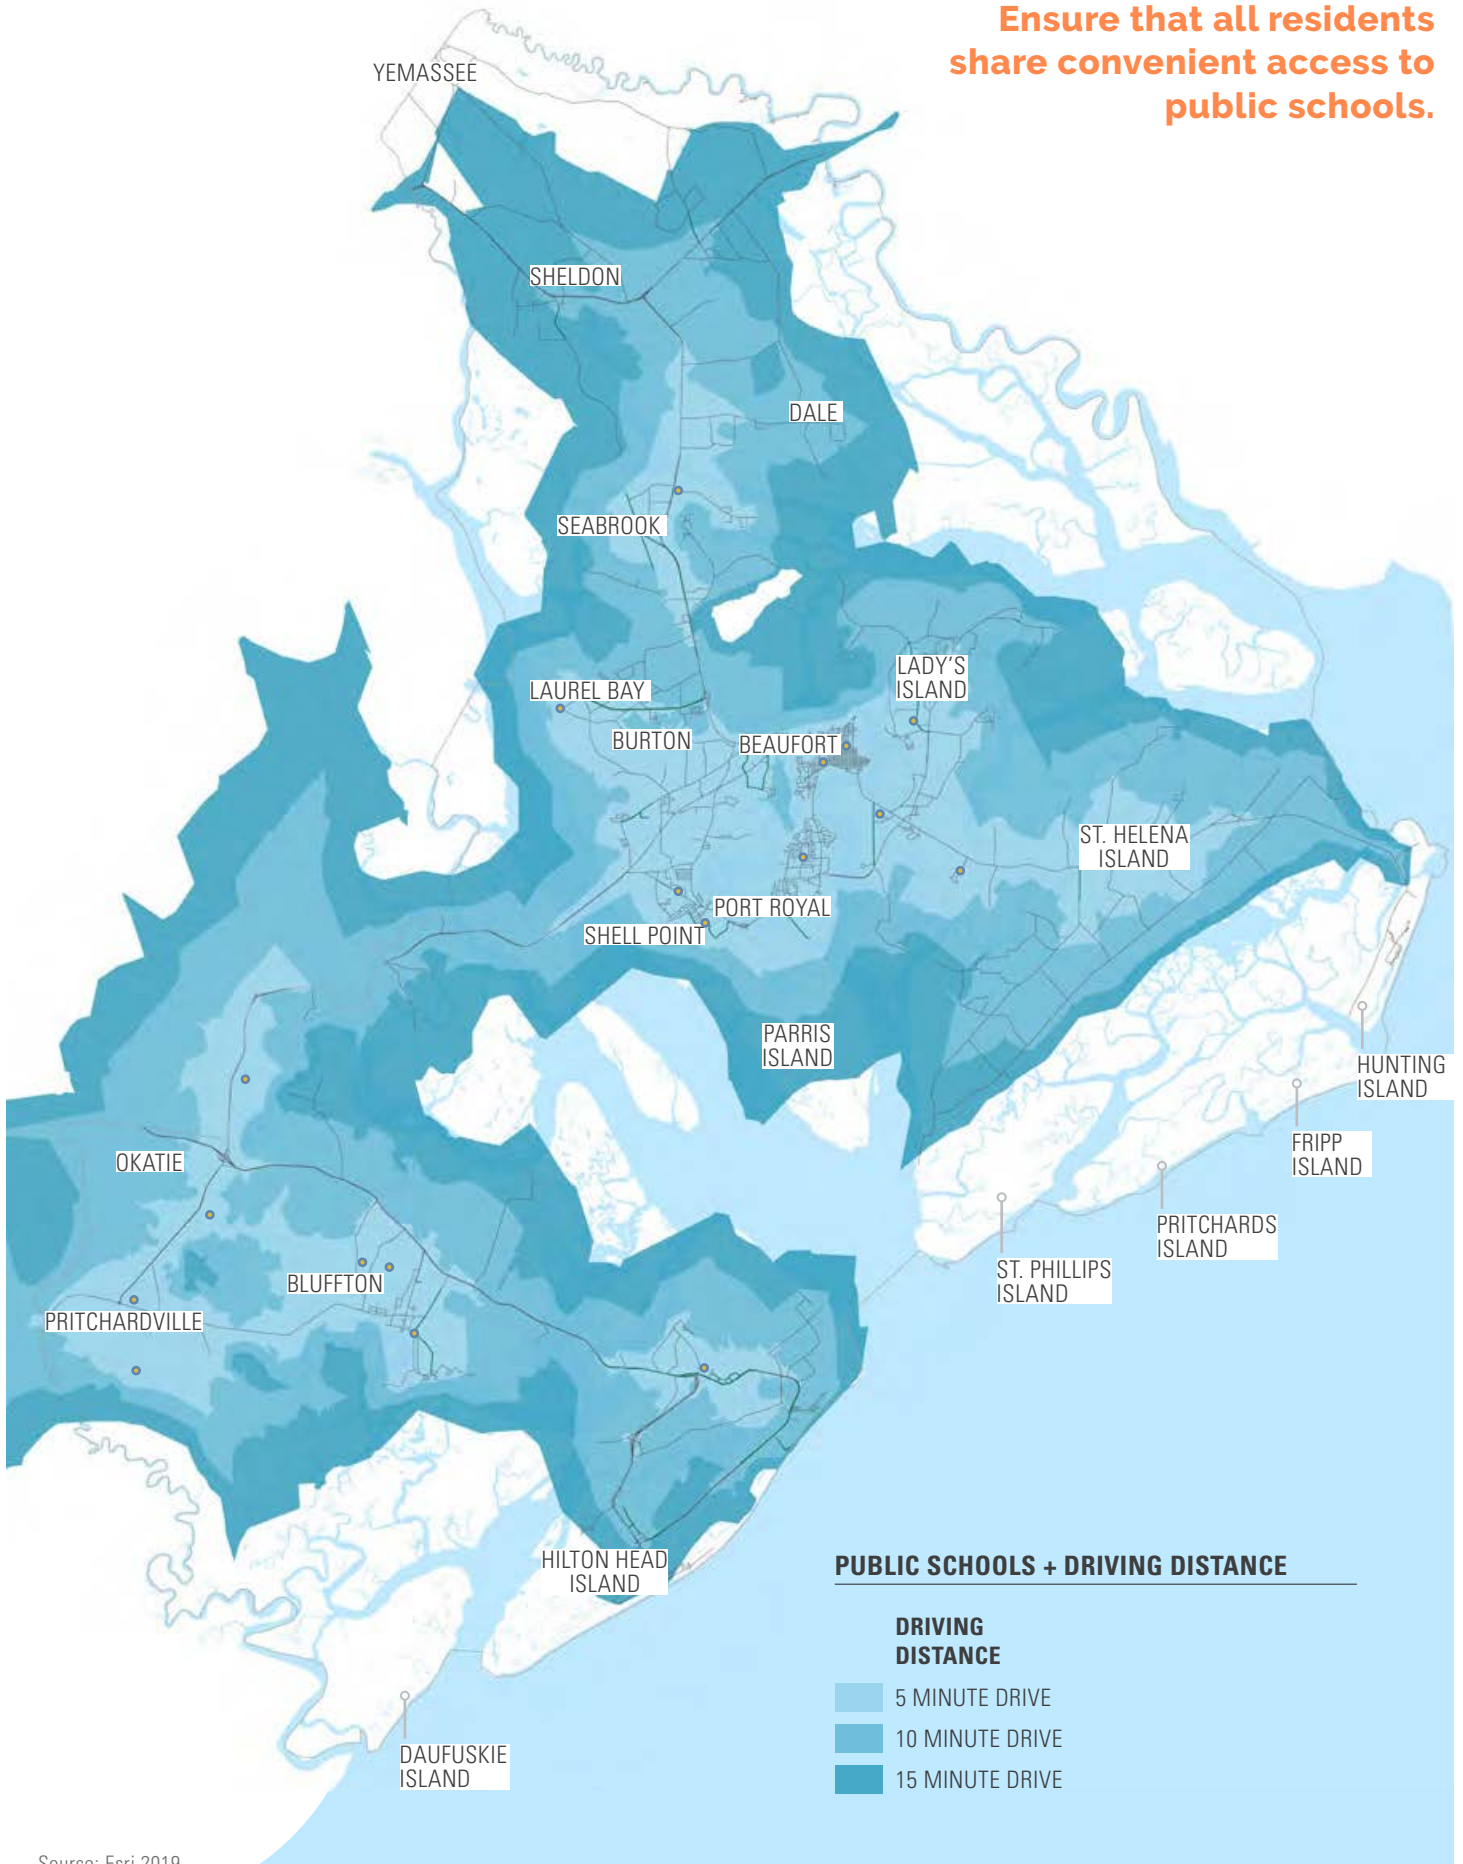 Ensure that all residents
share convenient access to
public schools.
YEMASSEE
SHELDON
DALE
SEABROOK
LADY'S
ISLAND
LAUREL BAY
BURTON
BEAUFORT
ST. HELENA
ISLAND
PORT ROYAL
SHELL POINT
PARRIS
ISLAND
HUNTING
ISLAND
FRIPP
ISLAND
OKATIE
PRITCHARDS
ISLAND
ST. PHILLIPS
ISLAND
BLUFFTON
PRITCHARDVILLE
HILTON HEAD
ISLAND
DAUFUSKIE
ISLAND
PUBLIC SCHOOLS + DRIVING DISTANCE
DRIVING
DISTANCE
5 MINUTE DRIVE
10 MINUTE DRIVE
15 MINUTE DRIVE
Source: Esri 2019